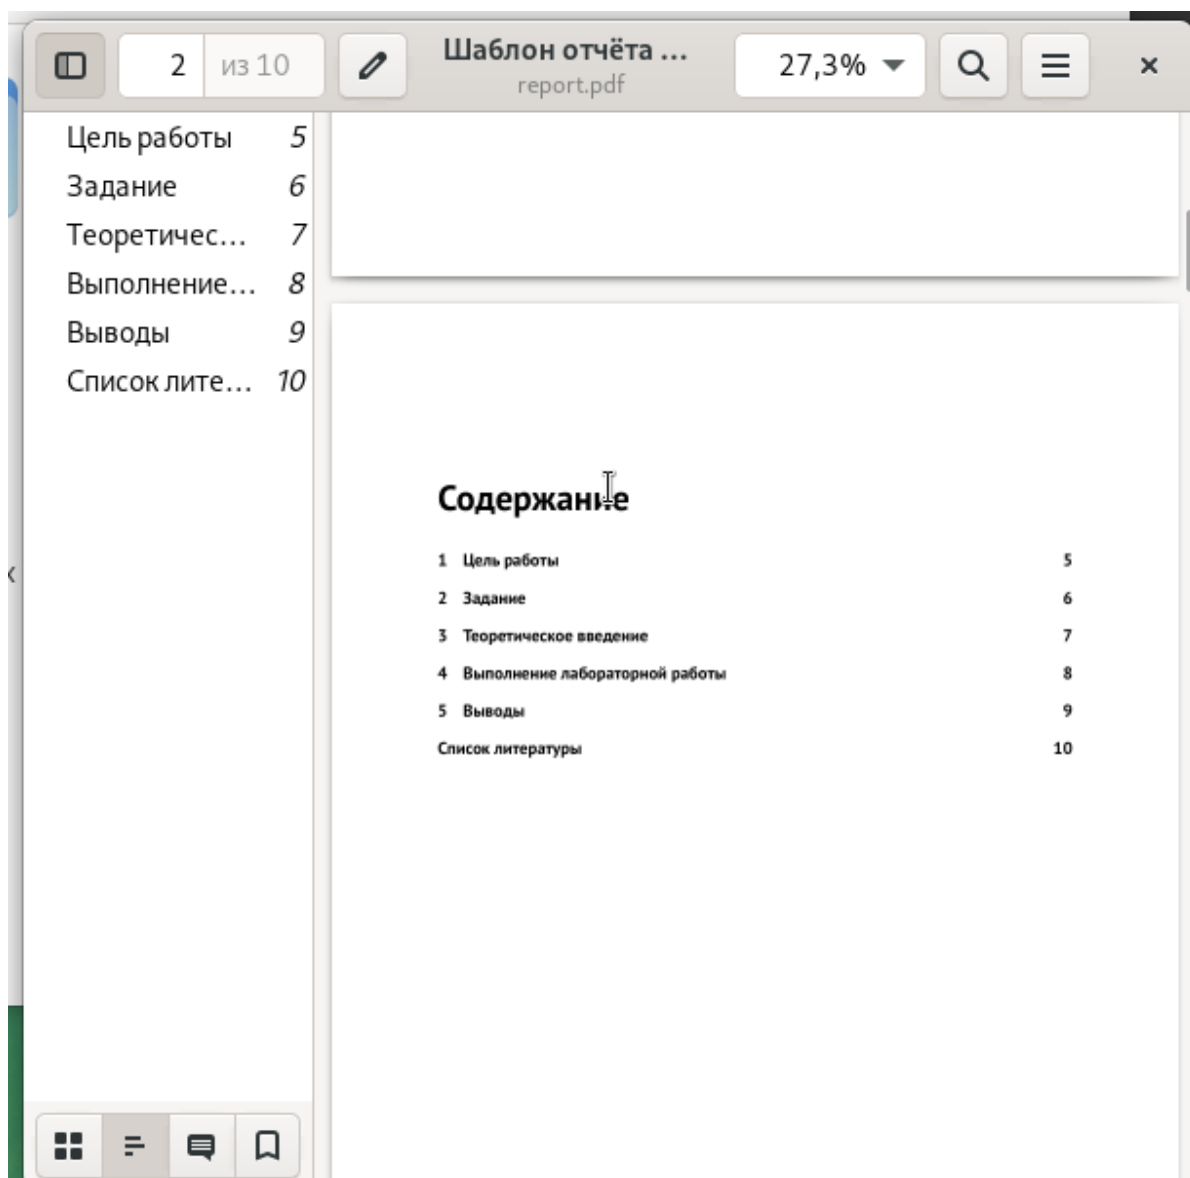 2 из 10 Шаблон отчёта ... 27,3%
report.pdf
Цель работы 5
Задание 6
Теоретичес... 7
Выполнение... 8
Выводы 9
Список лите... 10
Содержание
1 Цель работы 5
2 Задание 6
3 Теоретическое введение 7
4 Выполнение лабораторной работы 8
5 Выводы 9
Список литературы 10